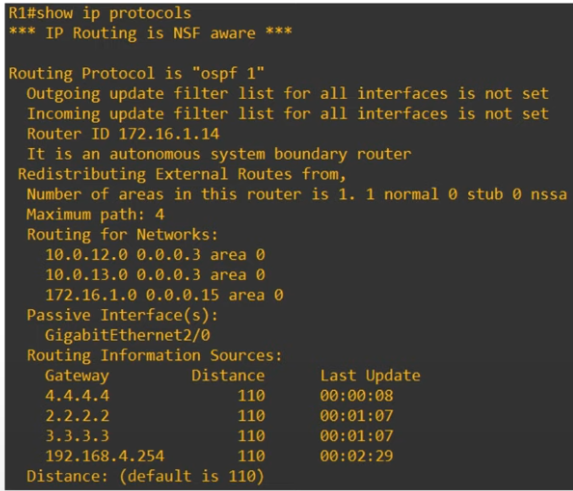 R1#show ip protocols
*** IP Routing is NSF aware ***
Routing Protocol is "ospf 1"
Outgoing update filter list for all interfaces is not set
Incoming update filter list for all interfaces is not set
Router ID 172.16.1.14
It is an autonomous system boundary router
Redistributing External Routes from,
Number of areas in this router is 1. 1 normal 0 stub 0 nssa
Maximum path: 4
Routing for Networks:
10.0.12.0 0.0.0.3 area 0
10.0.13.0 0.0.0.3 area 0
172.16.1.0 0.0.0.15 area 0
Passive Interface(s):
GigabitEthernet2/0
Routing Information Sources:
Gateway Distance Last Update
4.4.4.4 110 00:00:08
2.2.2.2 110 00:01:07
3.3.3.3 110 00:01:07
192.168.4.254 110 00:02:29
Distance: (default is 110)